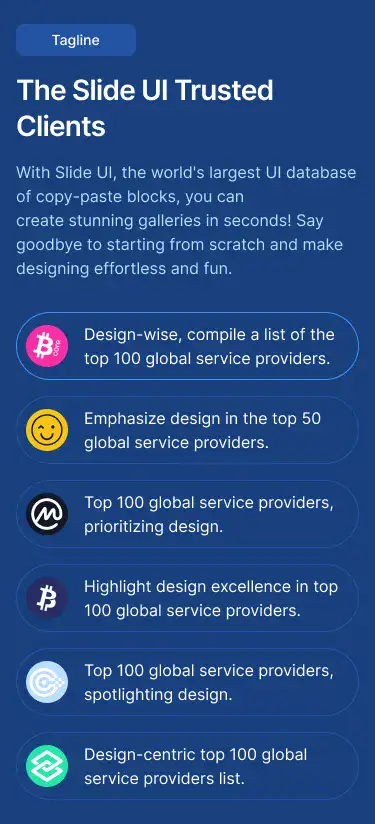 Tagline
The Slide UI Trusted
Clients
With Slide UI, the world's largest UI database
of copy-paste blocks, you can
create stunning galleries in seconds! Say
goodbye to starting from scratch and make
designing effortless and fun.
Design-wise, compile a list of the
top 100 global service providers.
Emphasize design in the top 50
global service providers.
Top 100 global service providers,
prioritizing design.
Highlight design excellence in top
100 global service providers.
Top 100 global service providers,
spotlighting design.
Design-centric top 100 global
service providers list.